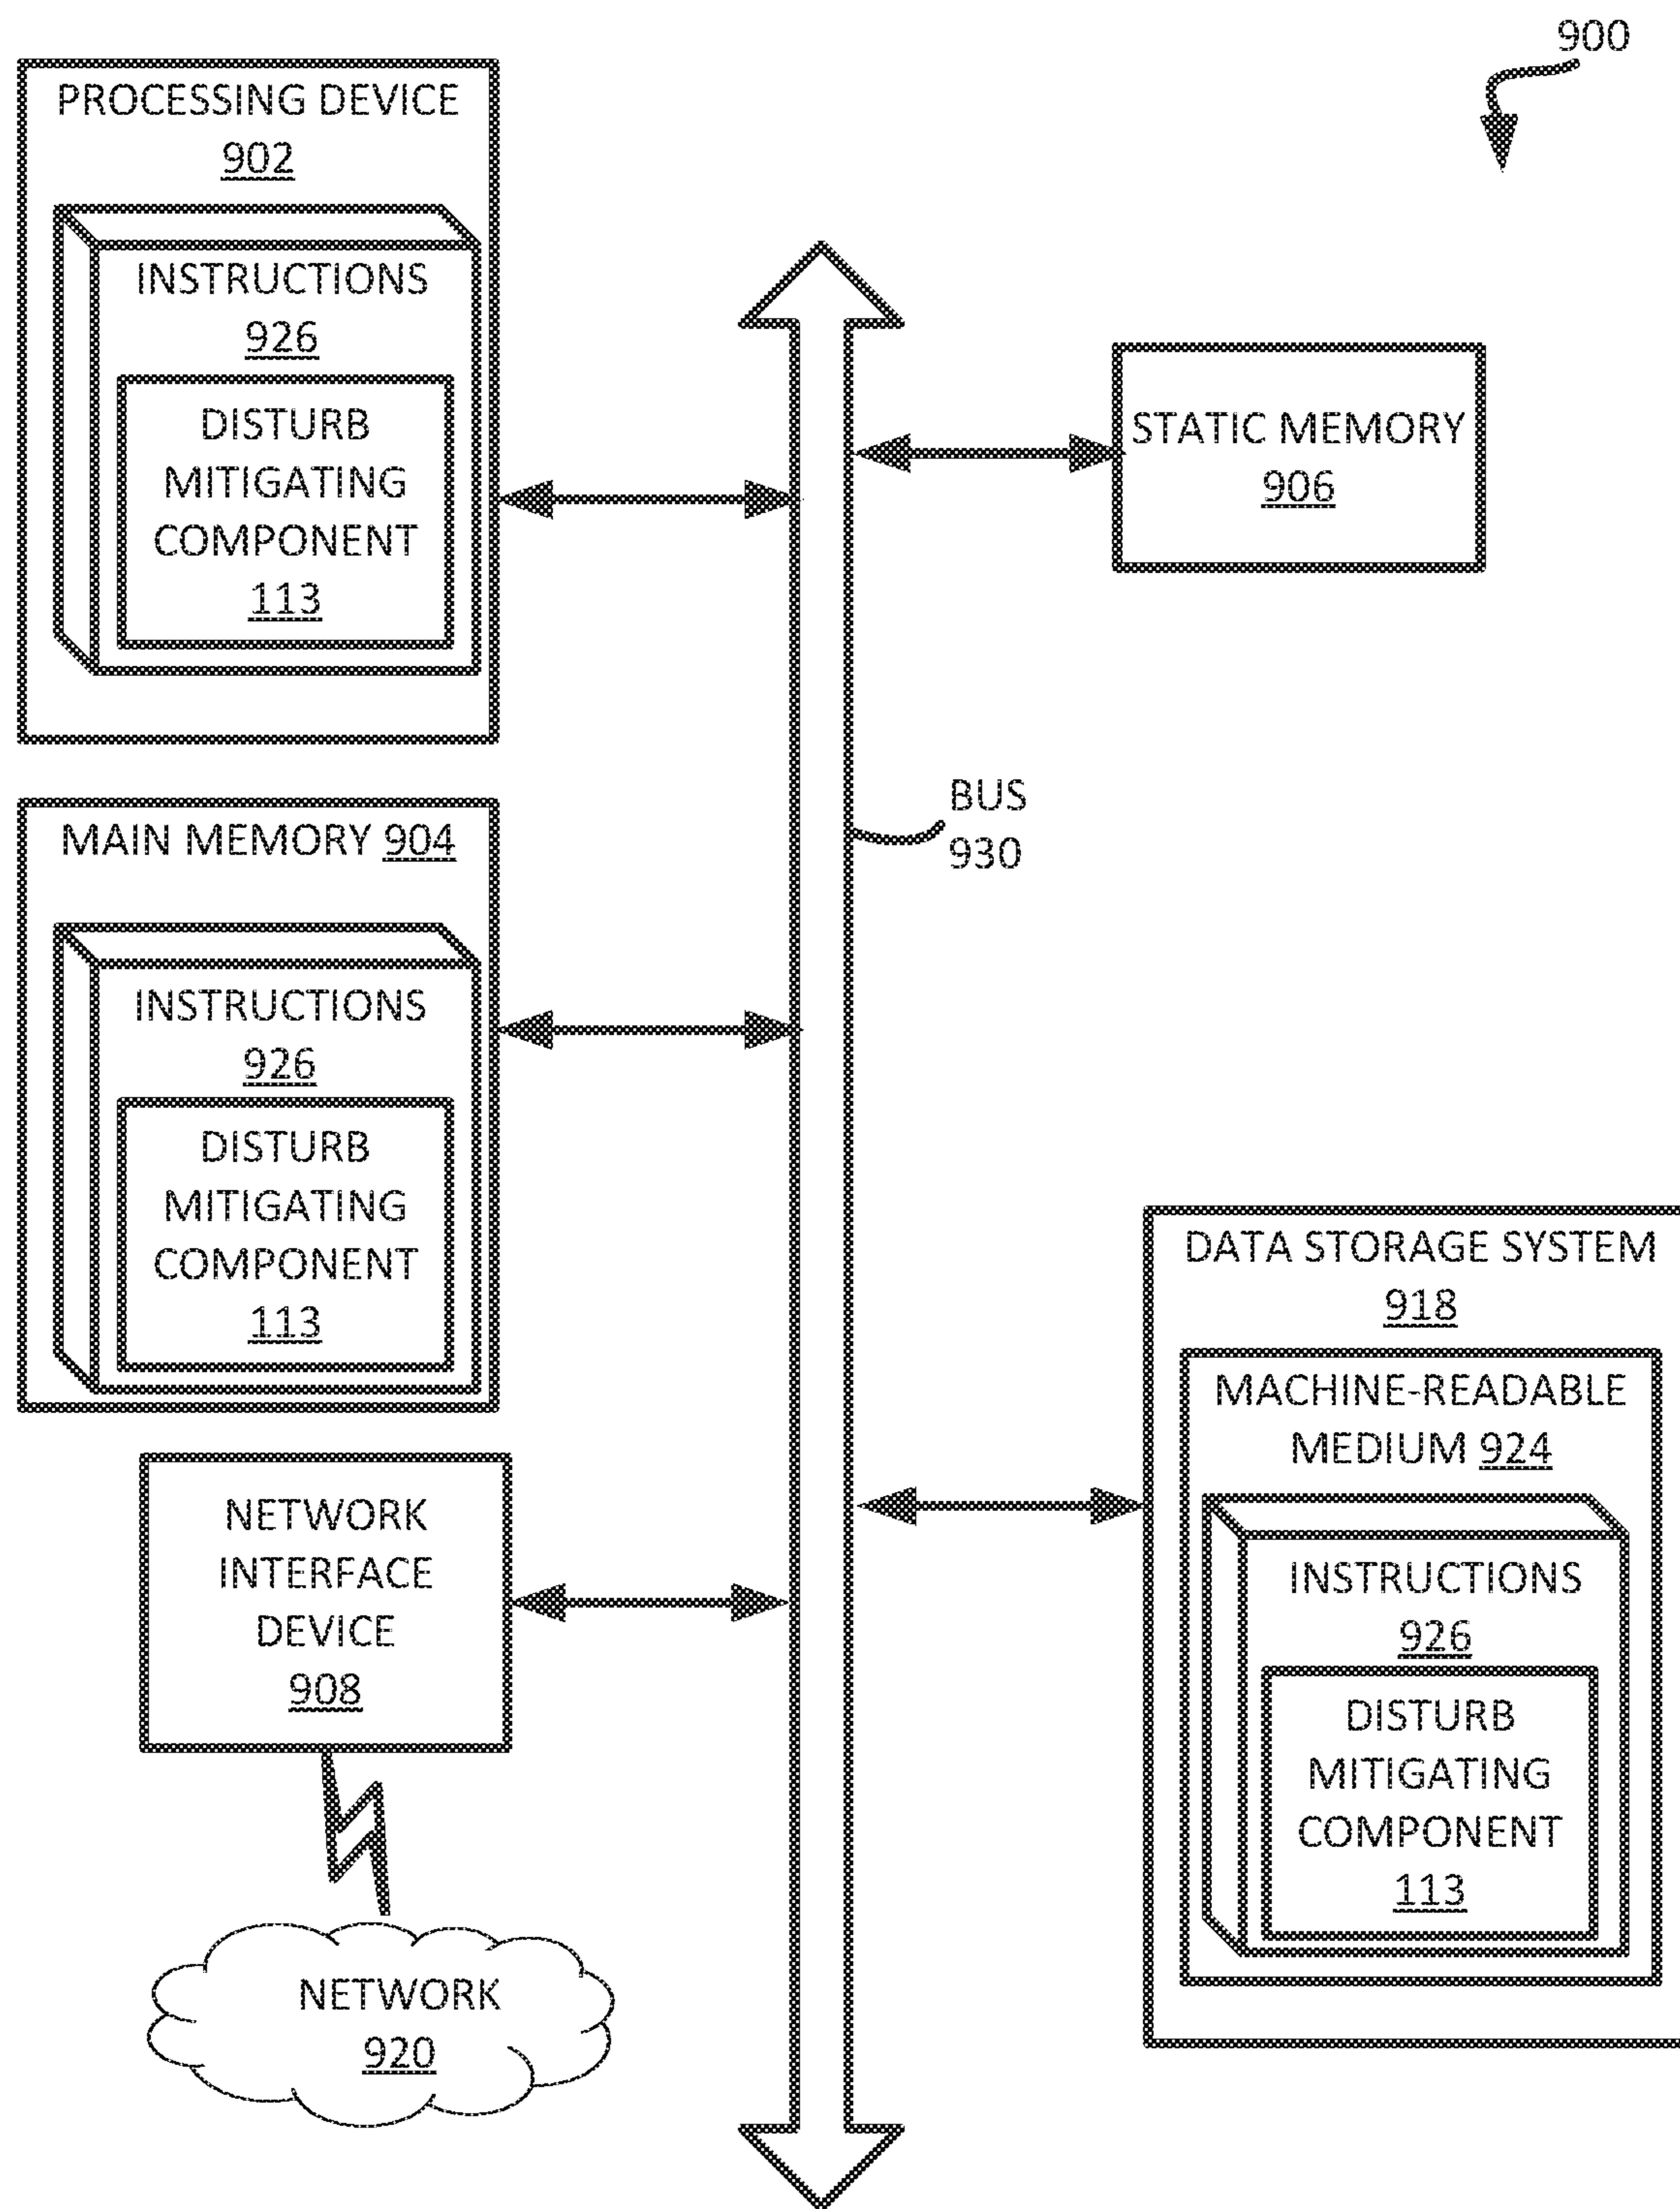 900
PROCESSING DEVICE
902
INSTRUCTIONS
926
DISTURB
MITIGATING
COMPONENT
113
STATIC MEMORY
906
BUS
930
MAIN MEMORY 904
INSTRUCTIONS
926
DISTURB
MITIGATING
COMPONENT
113
DATA STORAGE SYSTEM
918
MACHINE-READABLE
MEDIUM 924
INSTRUCTIONS
926
DISTURB
MITIGATING
COMPONENT
113
NETWORK
INTERFACE
DEVICE
908
NETWORK
920